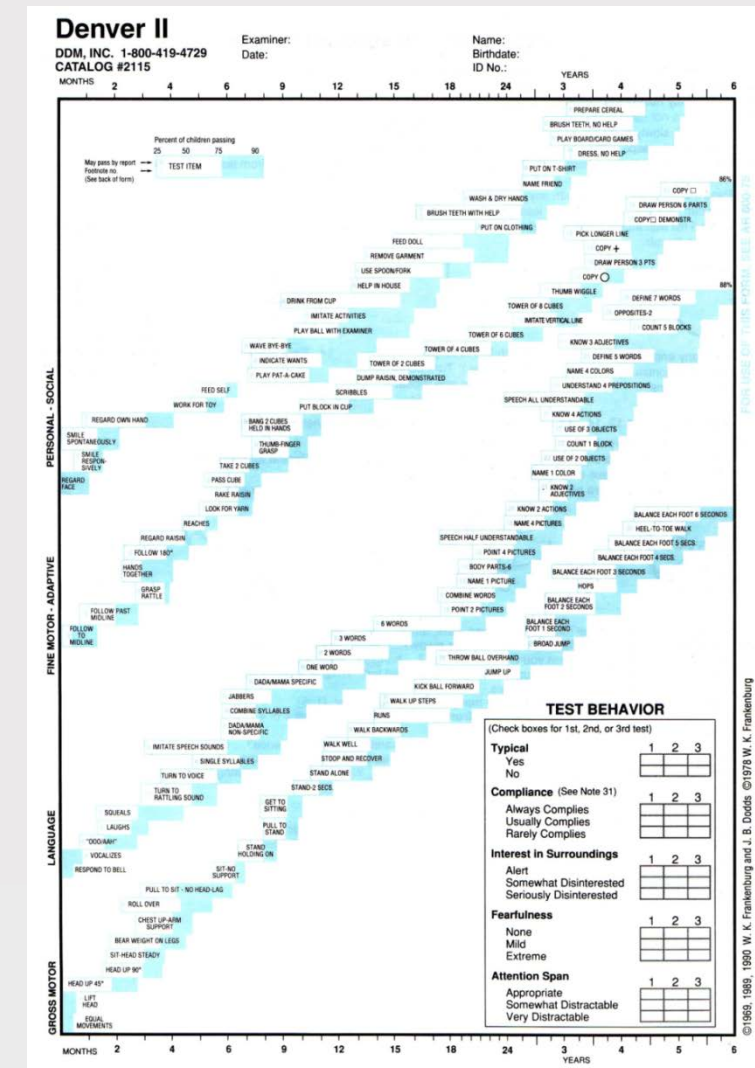 Denver II
DDM, INC. 1-800-419-4729
CATALOG #2115
Examiner:
Date:
Name:
Birthdate:
ID No.:
MONTHS 2 4 6 9 12 15 18 24 3 YEARS 4 5 6
Percent of children passing
25 50 75 90
May pass by report
Footnote no.
(See back of form)
TEST ITEM
PERSONAL - SOCIAL
PREPARE CEREAL
BRUSH TEETH, NO HELP
PLAY BOARD/CARD GAMES
DRESS, NO HELP
PUT ON T-SHIRT
NAME FRIEND
WASH & DRY HANDS
BRUSH TEETH WITH HELP
PUT ON CLOTHING
FEED DOLL
REMOVE GARMENT
USE SPOON/FORK
HELP IN HOUSE
DRINK FROM CUP
IMITATE ACTIVITIES
PLAY BALL WITH EXAMINER
WAVE BYE-BYE
INDICATE WANTS
PLAY PAT-A-CAKE
FEED SELF
WORK FOR TOY
REGARD OWN HAND
SMILE
SPONTANEOUSLY
SMILE
RESPON-
SIVELY
REGARD
FACE
FINE MOTOR - ADAPTIVE
86%
COPY □
DRAW PERSON 6 PARTS
COPY □ DEMONSTR.
PICK LONGER LINE
COPY +
DRAW PERSON 3 PTS
COPY ○
THUMB WIGGLE
TOWER OF 8 CUBES
IMITATE VERTICAL LINE
TOWER OF 6 CUBES
TOWER OF 4 CUBES
TOWER OF 2 CUBES
DUMP RAISIN, DEMONSTRATED
SCRIBBLES
PUT BLOCK IN CUP
BANG 2 CUBES
HELD IN HANDS
THUMB-FINGER
GRASP
TAKE 2 CUBES
PASS CUBE
RAKE RAISIN
LOOK FOR YARN
REACHES
REGARD RAISIN
FOLLOW 180°
HANDS
TOGETHER
GRASP
RATTLE
FOLLOW PAST
MIDLINE
FOLLOW
TO
MIDLINE
LANGUAGE
88%
DEFINE 7 WORDS
OPPOSITES-2
COUNT 5 BLOCKS
KNOW 3 ADJECTIVES
DEFINE 5 WORDS
NAME 4 COLORS
UNDERSTAND 4 PREPOSITIONS
SPEECH ALL UNDERSTANDABLE
KNOW 4 ACTIONS
USE OF 3 OBJECTS
COUNT 1 BLOCK
USE OF 2 OBJECTS
NAME 1 COLOR
KNOW 2
ADJECTIVES
KNOW 2 ACTIONS
NAME 4 PICTURES
SPEECH HALF UNDERSTANDABLE
POINT 4 PICTURES
BODY PARTS-6
NAME 1 PICTURE
COMBINE WORDS
POINT 2 PICTURES
6 WORDS
3 WORDS
2 WORDS
ONE WORD
DADA/MAMA SPECIFIC
JABBERS
COMBINE SYLLABLES
DADA/MAMA
NON-SPECIFIC
IMITATE SPEECH SOUNDS
SINGLE SYLLABLES
TURN TO VOICE
TURN TO
RATTLING SOUND
SQUEALS
LAUGHS
"OOO/AAH"
VOCALIZES
RESPOND TO BELL
GROSS MOTOR
BALANCE EACH FOOT 6 SECONDS
HEEL-TO-TOE WALK
BALANCE EACH FOOT 5 SECS.
BALANCE EACH FOOT 4 SECS.
BALANCE EACH FOOT 3 SECONDS
HOPS
BALANCE EACH
FOOT 2 SECONDS
BALANCE EACH
FOOT 1 SECOND
BROAD JUMP
THROW BALL OVERHAND
JUMP UP
KICK BALL FORWARD
WALK UP STEPS
RUNS
WALK BACKWARDS
WALK WELL
STOOP AND RECOVER
STAND ALONE
STAND-2 SECS.
GET TO
SITTING
PULL TO
STAND
STAND
HOLDING ON
SIT-NO
SUPPORT
PULL TO SIT - NO HEAD-LAG
ROLL OVER
CHEST UP-ARM
SUPPORT
BEAR WEIGHT ON LEGS
SIT-HEAD STEADY
HEAD UP 90°
HEAD UP 45°
LIFT
HEAD
EQUAL
MOVEMENTS
TEST BEHAVIOR
(Check boxes for 1st, 2nd, or 3rd test)
Typical 1 2 3
Yes
No
Compliance (See Note 31) 1 2 3
Always Complies
Usually Complies
Rarely Complies
Interest in Surroundings 1 2 3
Alert
Somewhat Disinterested
Seriously Disinterested
Fearfulness 1 2 3
None
Mild
Extreme
Attention Span 1 2 3
Appropriate
Somewhat Distractable
Very Distractable
MONTHS 2 4 6 9 12 15 18 24 3 YEARS 4 5 6
©1969, 1989, 1990 W. K. Frankenburg and J. B. Dodds ©1978 W. K. Frankenburg